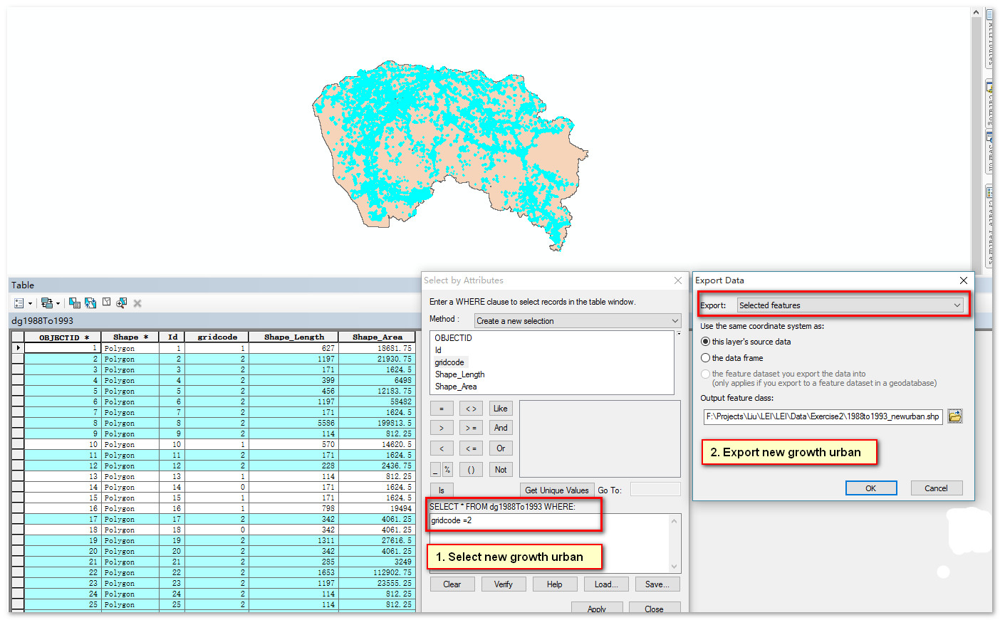 Table
dg1988To1993
OBJECTID * Shape * Id gridcode Shape_Length Shape_Area
1 Polygon 1 1 627 18681.75
2 Polygon 2 2 1197 21930.75
3 Polygon 3 2 171 1624.5
4 Polygon 4 2 399 6498
5 Polygon 5 2 456 12183.75
6 Polygon 6 2 1197 58482
7 Polygon 7 2 171 1624.5
8 Polygon 8 2 5586 199813.5
9 Polygon 9 2 114 812.25
10 Polygon 10 1 570 14620.5
11 Polygon 11 2 171 1624.5
12 Polygon 12 2 228 2436.75
13 Polygon 13 1 114 812.25
14 Polygon 14 0 171 1624.5
15 Polygon 15 1 171 1624.5
16 Polygon 16 1 798 19494
17 Polygon 17 2 342 4061.25
18 Polygon 18 0 342 4061.25
19 Polygon 19 2 1311 27616.5
20 Polygon 20 2 342 4061.25
21 Polygon 21 2 285 3249
22 Polygon 22 2 1653 112902.75
23 Polygon 23 2 1197 23555.25
24 Polygon 24 2 114 812.25
25 Polygon 25 2 114 812.25
Select by Attributes
Enter a WHERE clause to select records in the table window.
Method : Create a new selection
OBJECTID
Id
gridcode
Shape_Length
Shape_Area
= < > Like
> > = And
< < = Or
_ % ( ) Not
Is Get Unique Values Go To:
SELECT * FROM dg1988To1993 WHERE:
gridcode =2
1. Select new growth urban
Clear Verify Help Load... Save...
Apply Close
Export Data
Export: Selected features
Use the same coordinate system as:
this layer's source data
the data frame
the feature dataset you export the data into
(only applies if you export to a feature dataset in a geodatabase)
Output feature class:
F:\Projects\Liu\LEI\LEI\Data\Exercise2\1988to1993_newurban.shp
2. Export new growth urban
OK Cancel